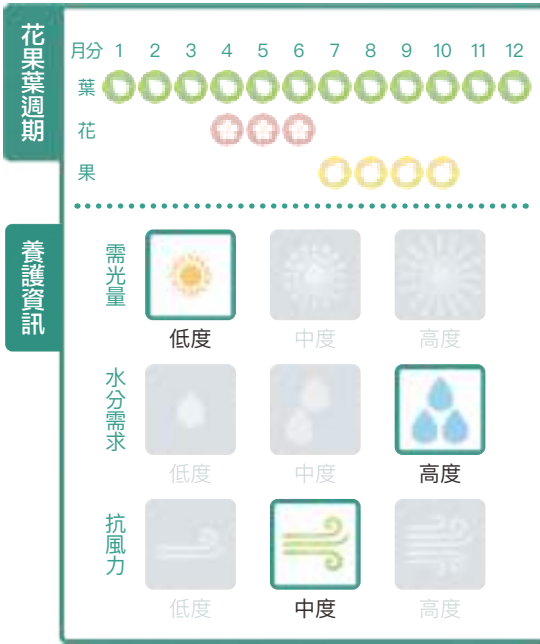 花果葉週期
月分 1 2 3 4 5 6 7 8 9 10 11 12
葉
花
果
養護資訊
需光量
低度 中度 高度
水分需求
低度 中度 高度
抗風力
低度 中度 高度